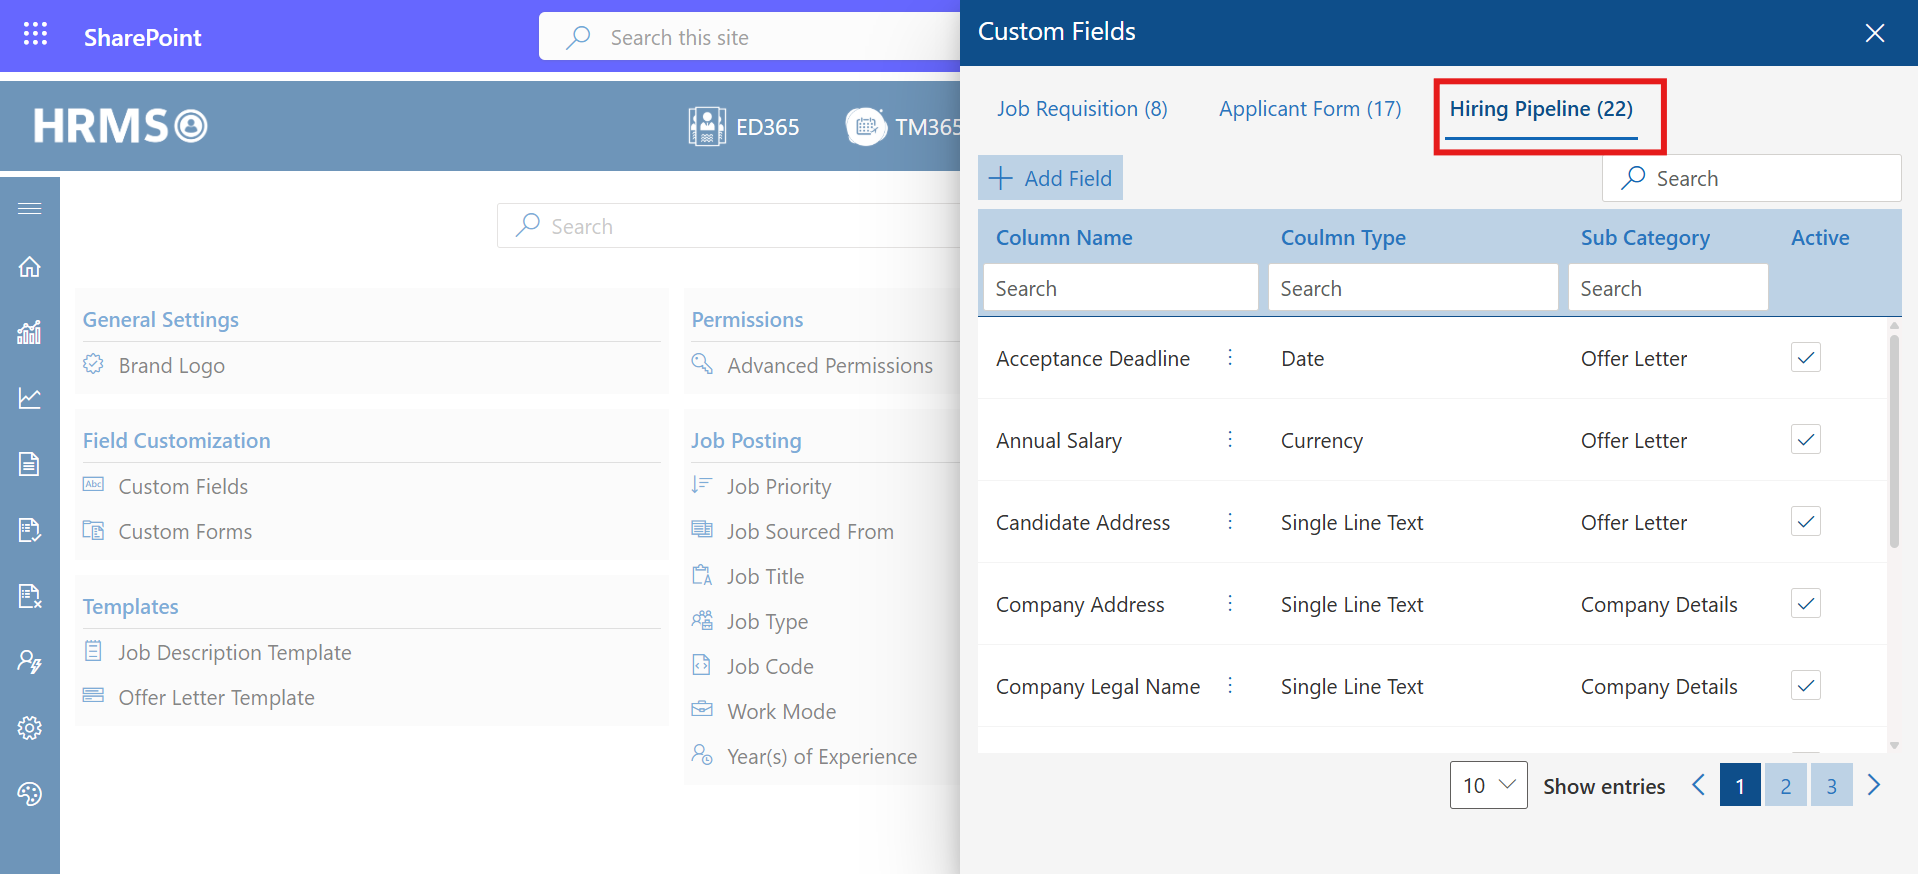 SharePoint
Search this site
HRMS
ED365
TM365
Search
General Settings
Brand Logo
Field Customization
Abc
Custom Fields
Custom Forms
Templates
Job Description Template
Offer Letter Template
Permissions
Advanced Permissions
Job Posting
Job Priority
Job Sourced From
Job Title
Job Type
Job Code
Work Mode
Year(s) of Experience
Custom Fields
Job Requisition (8) Applicant Form (17) Hiring Pipeline (22)
Add Field
Search
Column Name Coulmn Type Sub Category Active
Search Search Search
Acceptance Deadline Date Offer Letter
Annual Salary Currency Offer Letter
Candidate Address Single Line Text Offer Letter
Company Address Single Line Text Company Details
Company Legal Name Single Line Text Company Details
10 Show entries 1 2 3